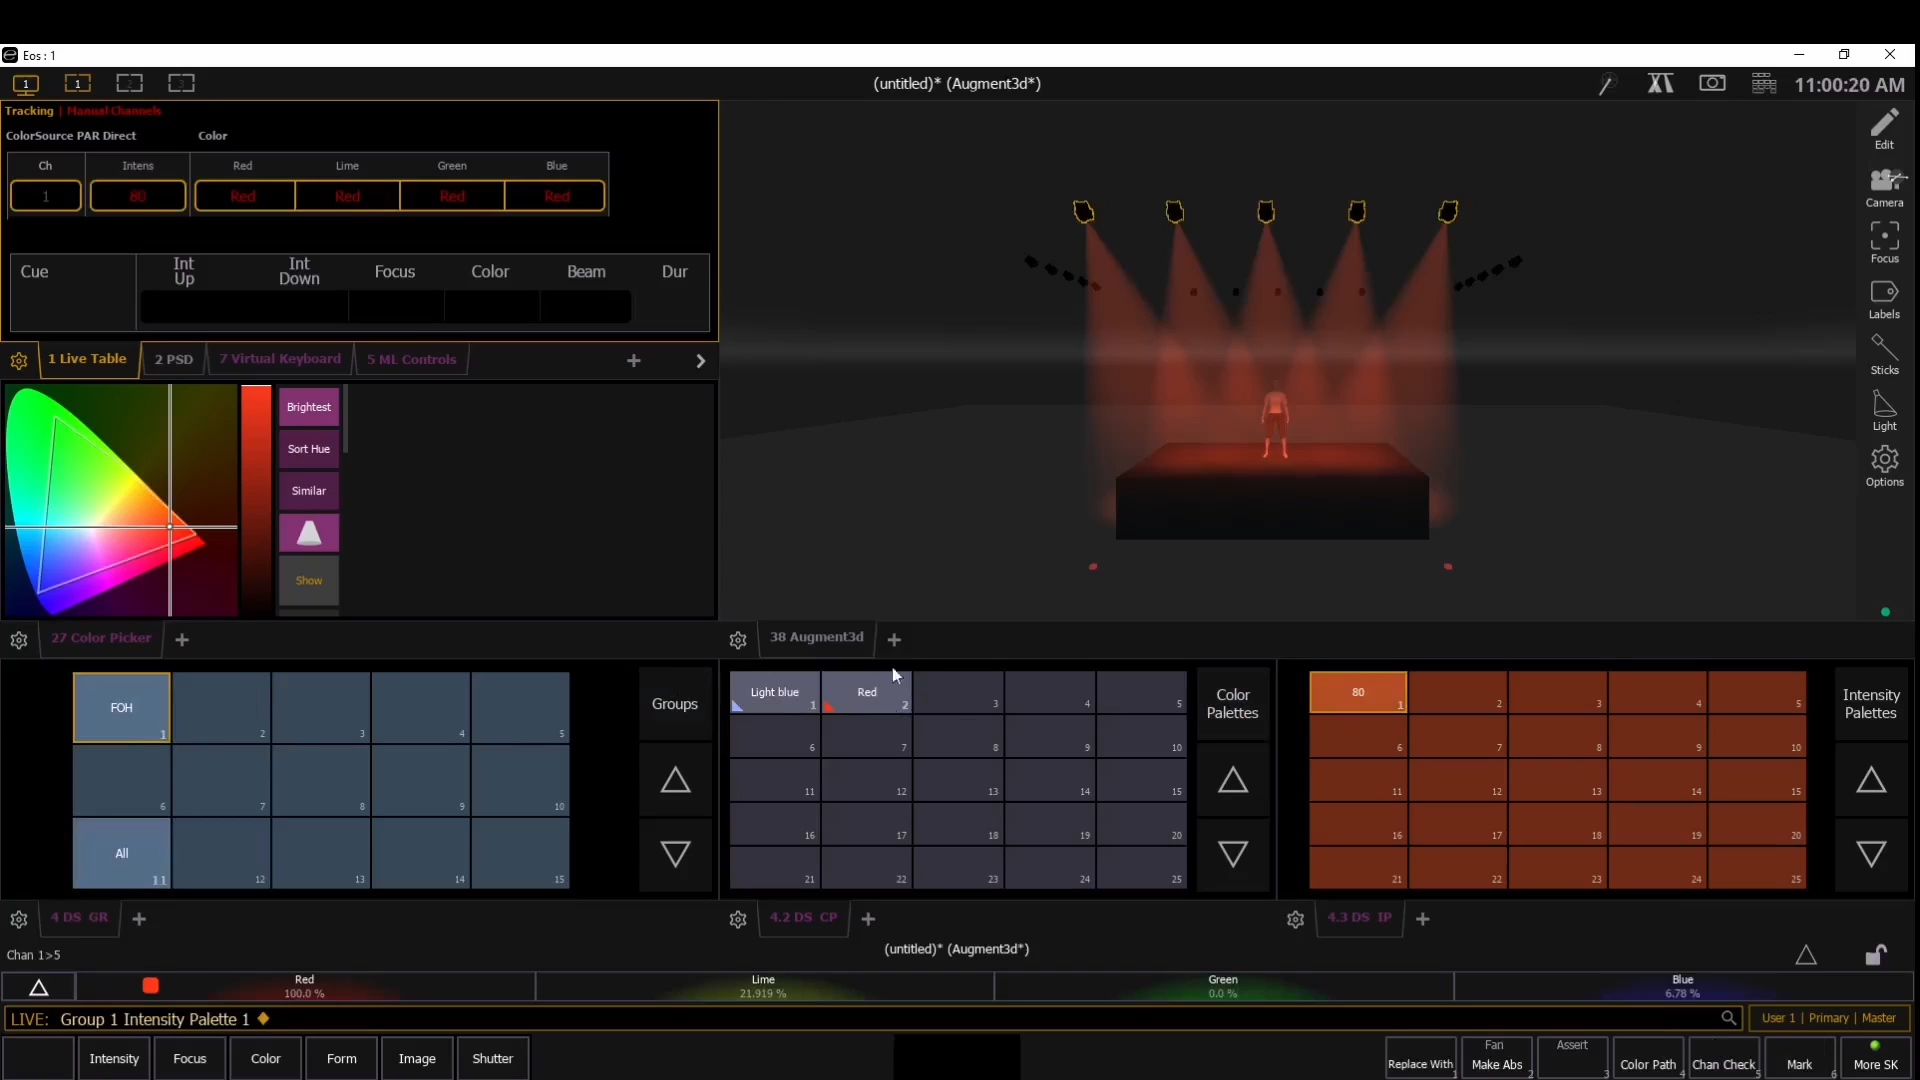 Eos : 1
1 1 2 3 (untitled)* (Augment3d*) 11:00:20 AM
Tracking | Manual Channels
ColorSource PAR Direct Color
Ch Intens Red Lime Green Blue
1 80 Red Red Red Red
Cue Int Up Int Down Focus Color Beam Dur
1 Live Table 2 PSD 7 Virtual Keyboard 5 ML Controls
Brightest
Sort Hue
Similar
Show
Edit
Camera
Focus
Labels
Sticks
Light
Options
27 Color Picker
38 Augment3d
FOH 1 2 3 4 5
6 7 8 9 10
All 11 12 13 14 15
Groups
Light blue 1 Red 2 3 4 5
6 7 8 9 10
11 12 13 14 15
16 17 18 19 20
21 22 23 24 25
Color Palettes
80 1 2 3 4 5
6 7 8 9 10
11 12 13 14 15
16 17 18 19 20
21 22 23 24 25
Intensity Palettes
4 DS GR
4.2 DS CP
4.3 DS IP
Chan 1>5 (untitled)* (Augment3d*)
Red Lime Green Blue
100.0 % 21.919 % 0.0 % 6.78 %
LIVE: Group 1 Intensity Palette 1 User 1 | Primary | Master
Intensity Focus Color Form Image Shutter
Replace With 1
Fan Make Abs 2
Assert 3
Color Path 4
Chan Check 5
Mark 6
More SK